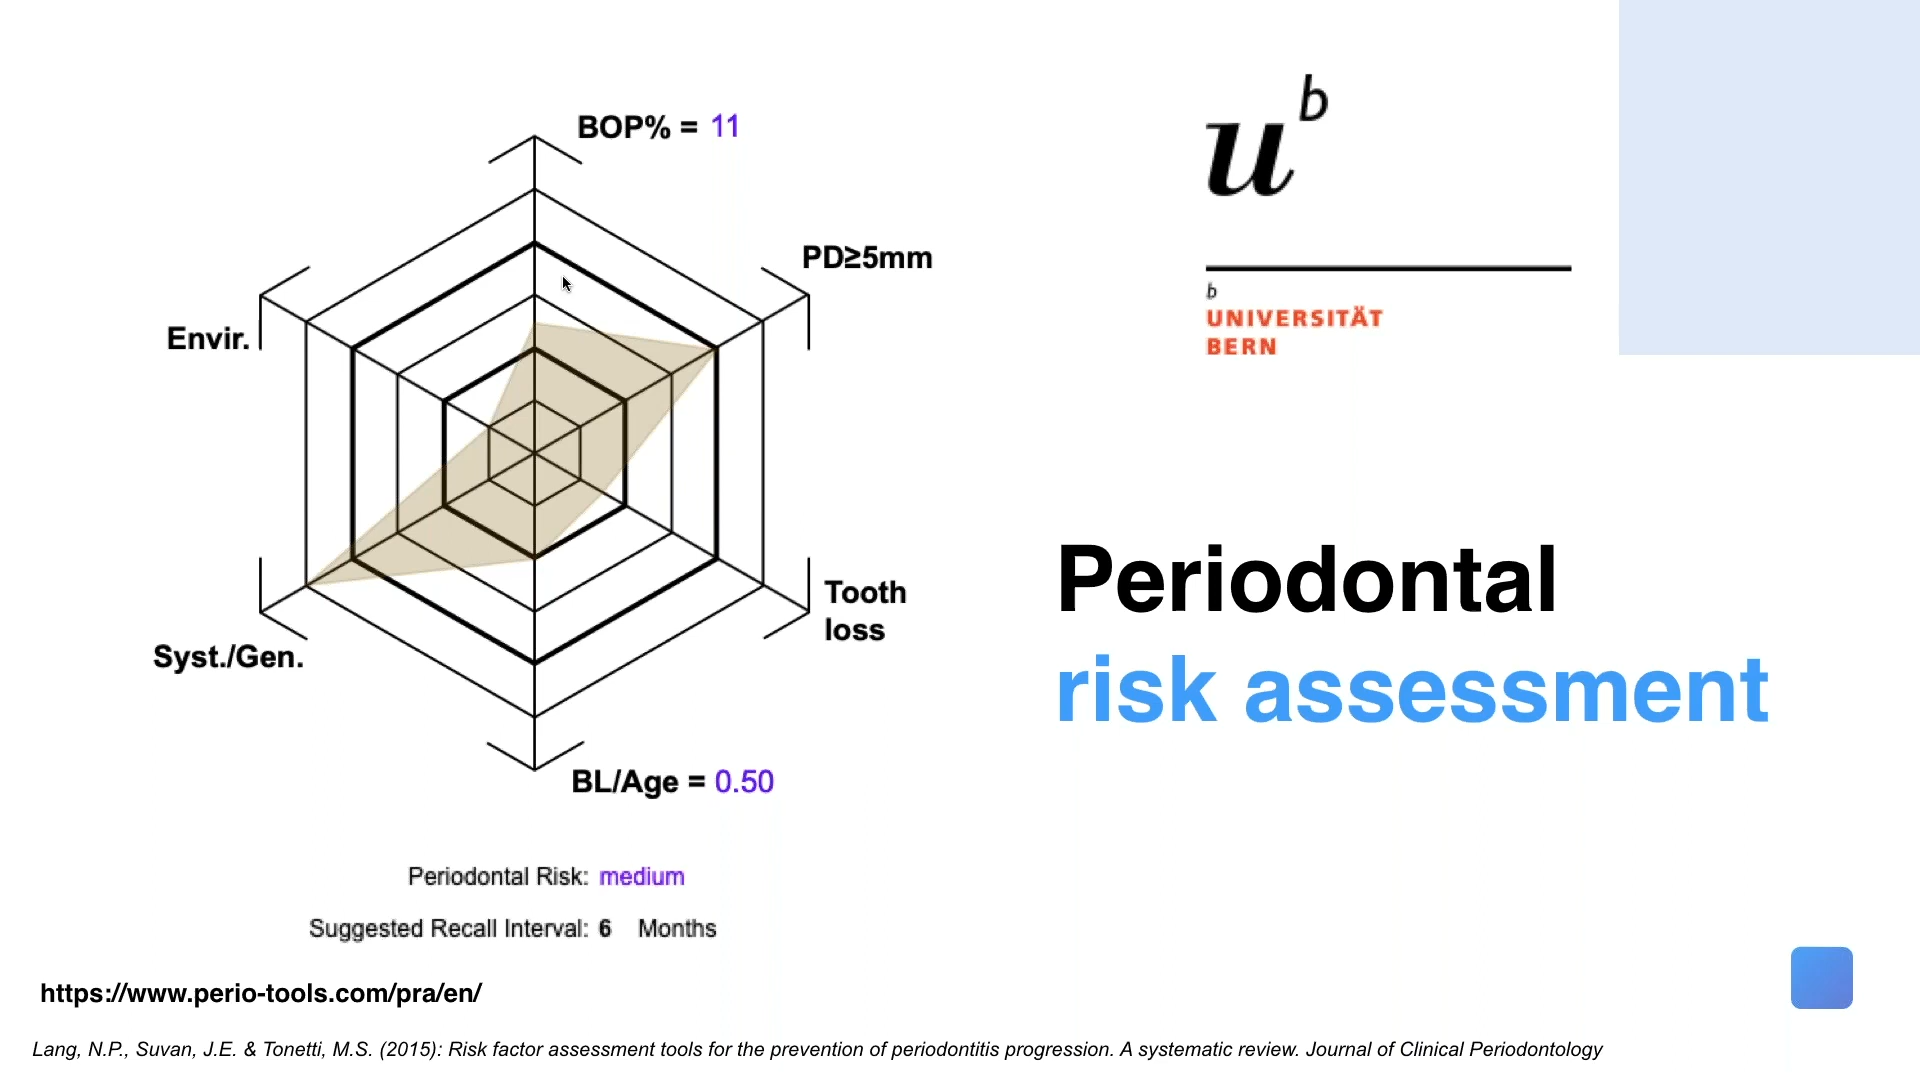 BOP% = 11
PD≥5mm
Envir.
Tooth
loss
Syst./Gen.
BL/Age = 0.50
Periodontal Risk: medium
Suggested Recall Interval: 6 Months
https://www.perio-tools.com/pra/en/
Lang, N.P., Suvan, J.E. & Tonetti, M.S. (2015): Risk factor assessment tools for the prevention of periodontitis progression. A systematic review. Journal of Clinical Periodontology
u b
b
UNIVERSITÄT
BERN
Periodontal
risk assessment